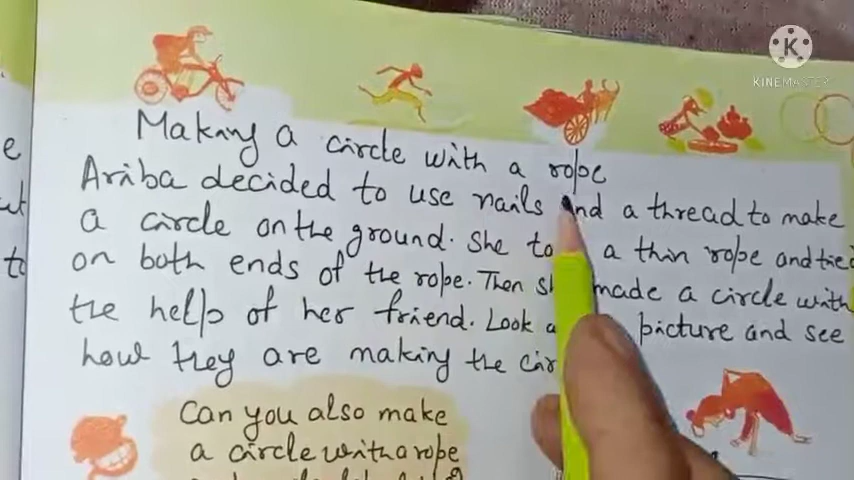 KINEMASTER
Making a circle with a rope
Ariba decided to use nails and a thread to make
a circle on the ground. She a thin rope and tied
on both ends of the rope. Then made a circle with
the help of her friend. Look picture and see
how they are making the
Can you also make
a circle with a rope